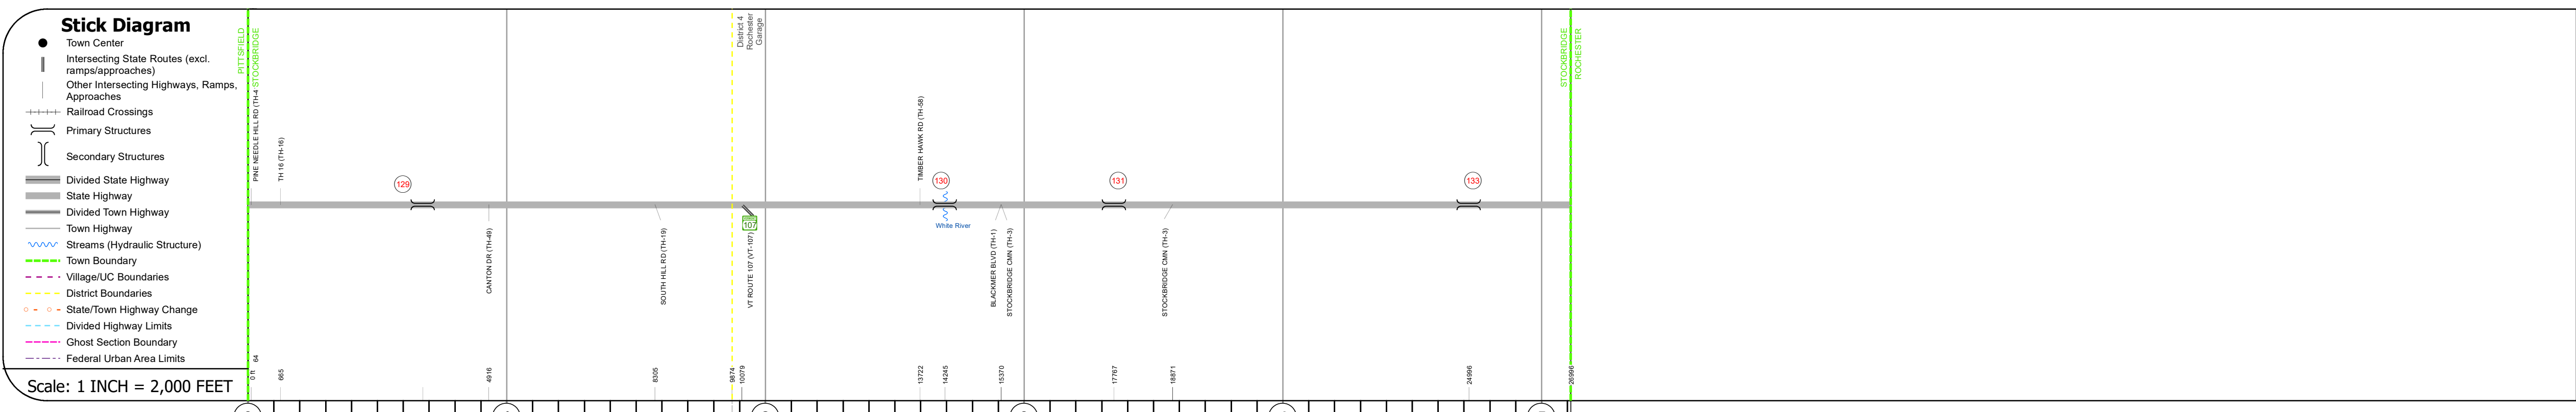 Stick Diagram
Town Center
Intersecting State Routes (excl.
ramps/approaches)
Other Intersecting Highways, Ramps,
Approaches
Railroad Crossings
Primary Structures
Secondary Structures
Divided State Highway
State Highway
Divided Town Highway
Town Highway
Streams (Hydraulic Structure)
Town Boundary
Village/UC Boundaries
District Boundaries
State/Town Highway Change
Divided Highway Limits
Ghost Section Boundary
Federal Urban Area Limits
Scale: 1 INCH = 2,000 FEET
PITTSFIELD
STOCKBRIDGE
PINE NEEDLE HILL RD (TH-4
TH 16 (TH-16)
129
CANTON DR (TH-49)
SOUTH HILL RD (TH-19)
District 4
Rochester
Garage
107
VT ROUTE 107 (VT-107)
TIMBER HAWK RD (TH-58)
130
White River
BLACKMER BLVD (TH-1)
STOCKBRIDGE CMN (TH-3)
131
STOCKBRIDGE CMN (TH-3)
133
STOCKBRIDGE
ROCHESTER
0 ft
64
665
4916
8305
9874
10079
13722
14245
15370
17767
18871
24996
26996